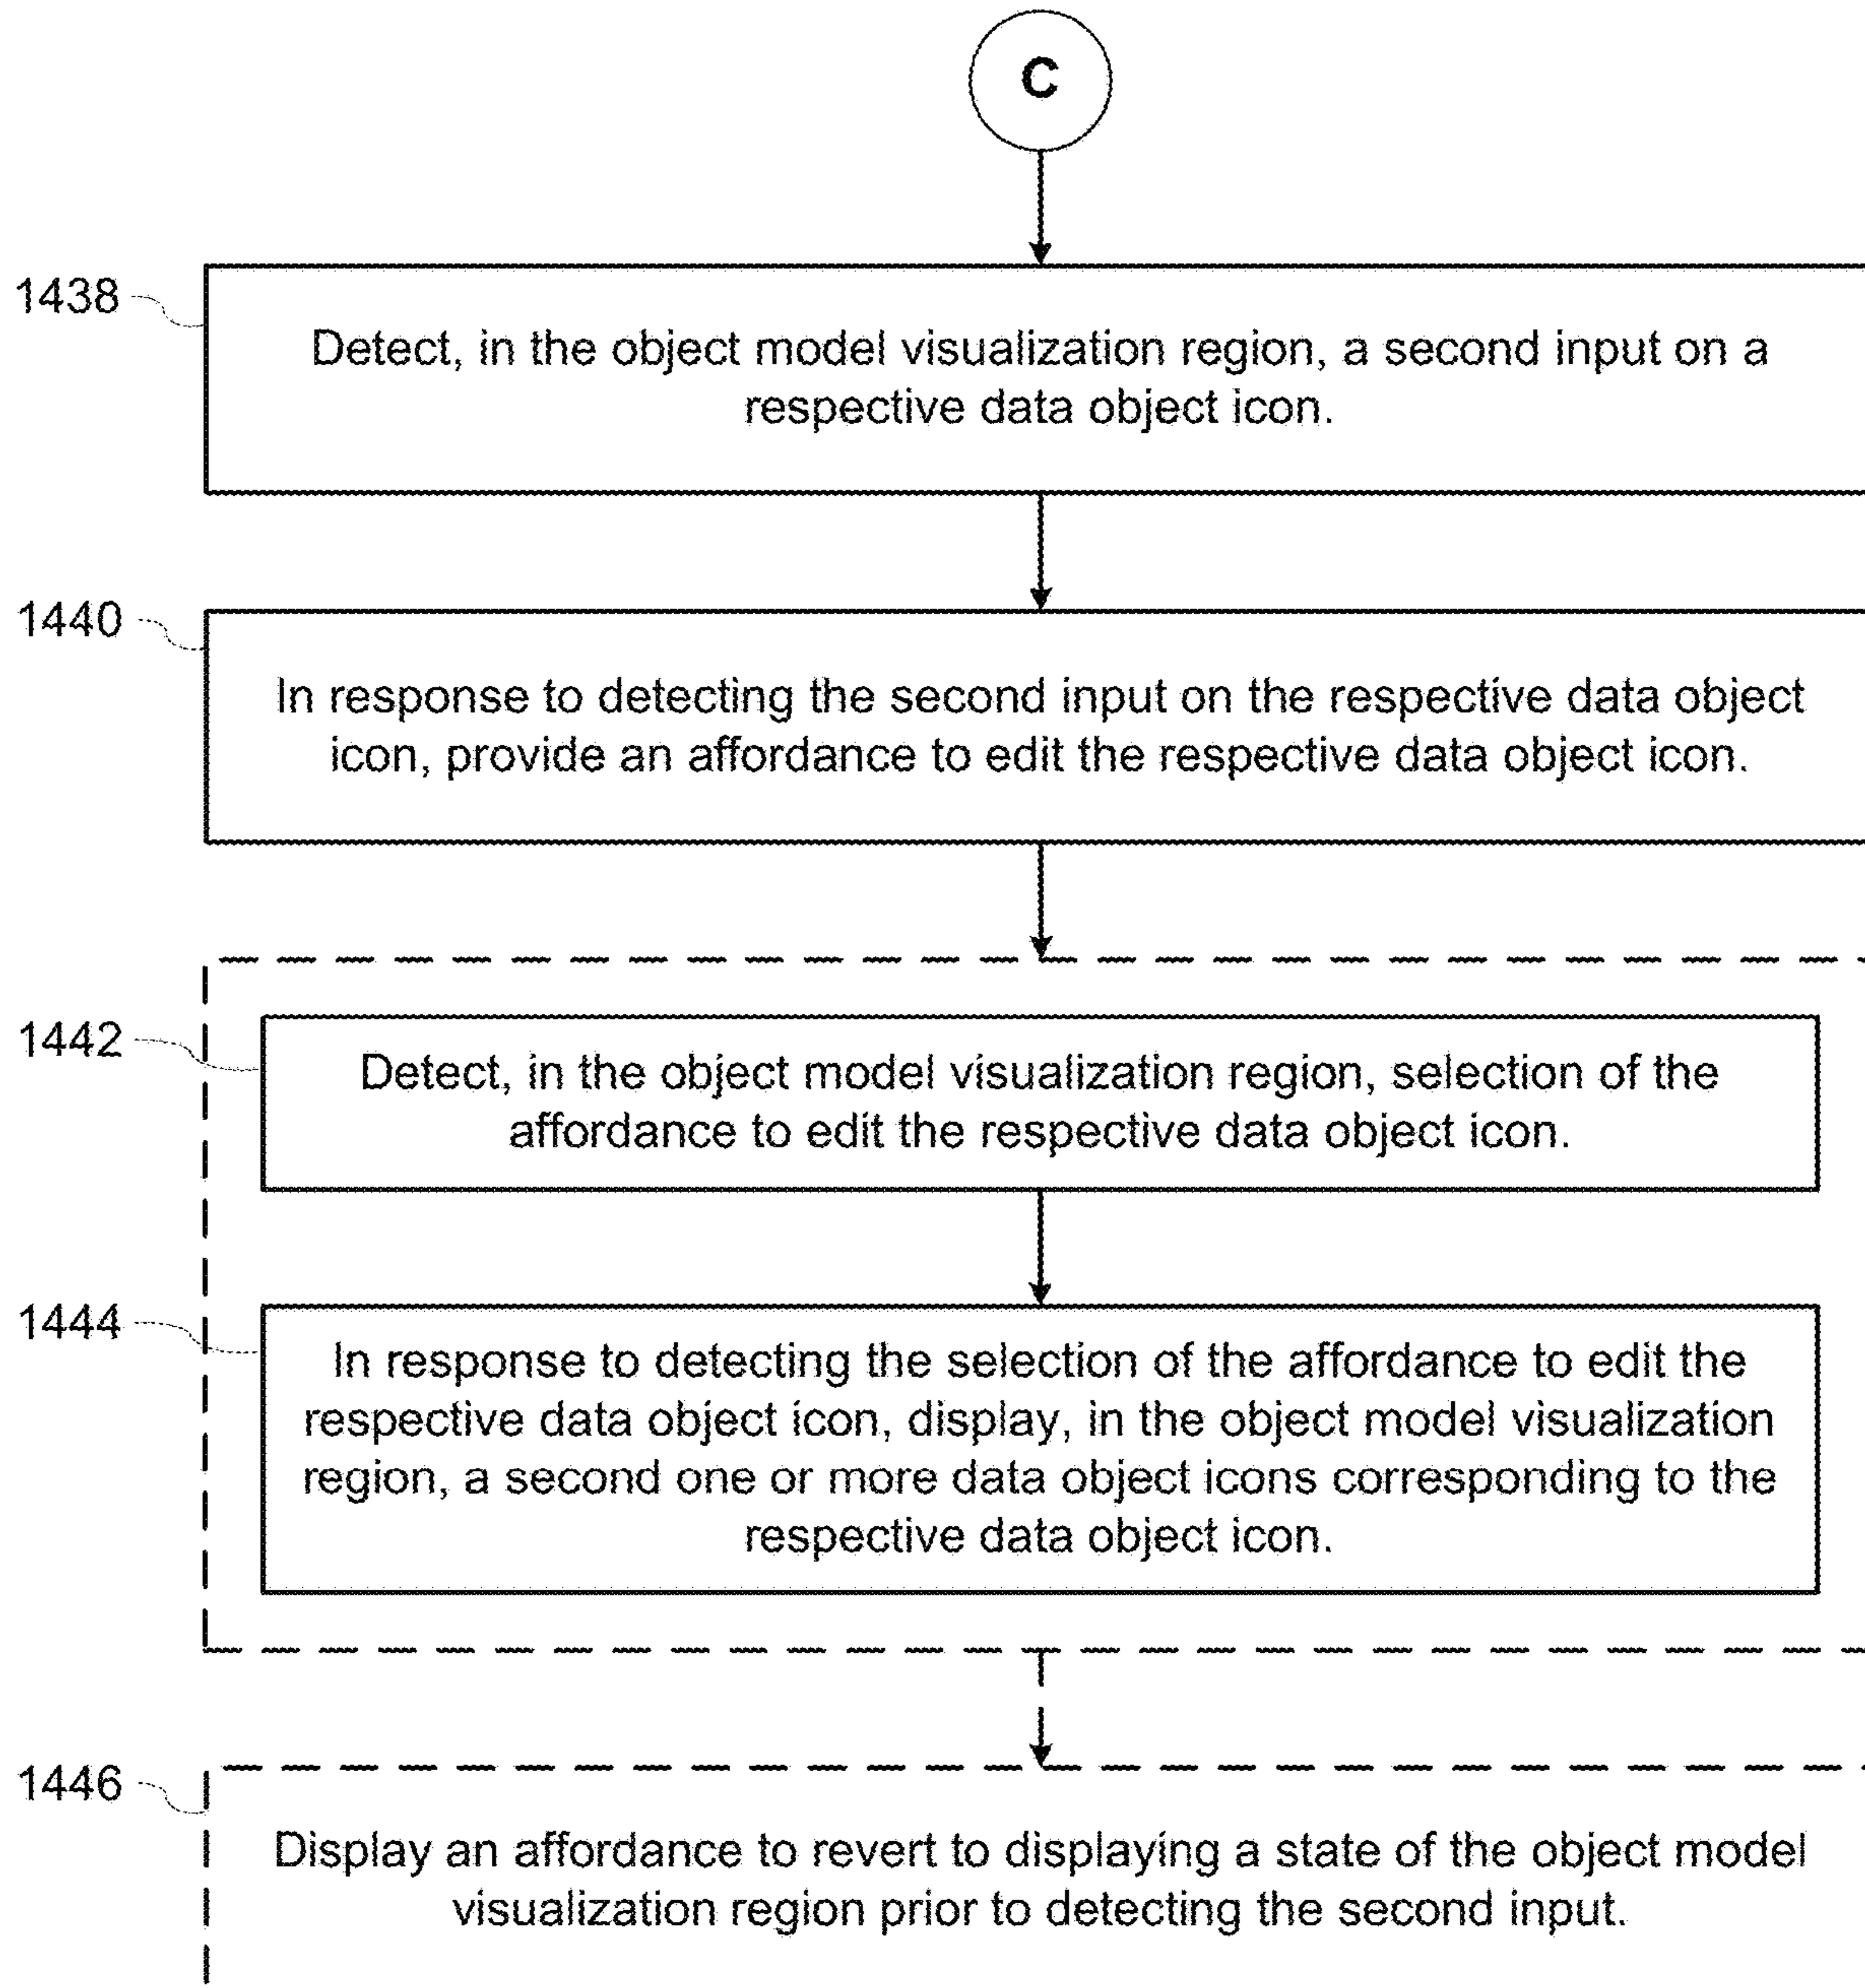 C
1438
Detect, in the object model visualization region, a second input on a
respective data object icon.
1440
In response to detecting the second input on the respective data object
icon, provide an affordance to edit the respective data object icon.
1442
Detect, in the object model visualization region, selection of the
affordance to edit the respective data object icon.
1444
In response to detecting the selection of the affordance to edit the
respective data object icon, display, in the object model visualization
region, a second one or more data object icons corresponding to the
respective data object icon.
1446
Display an affordance to revert to displaying a state of the object model
visualization region prior to detecting the second input.